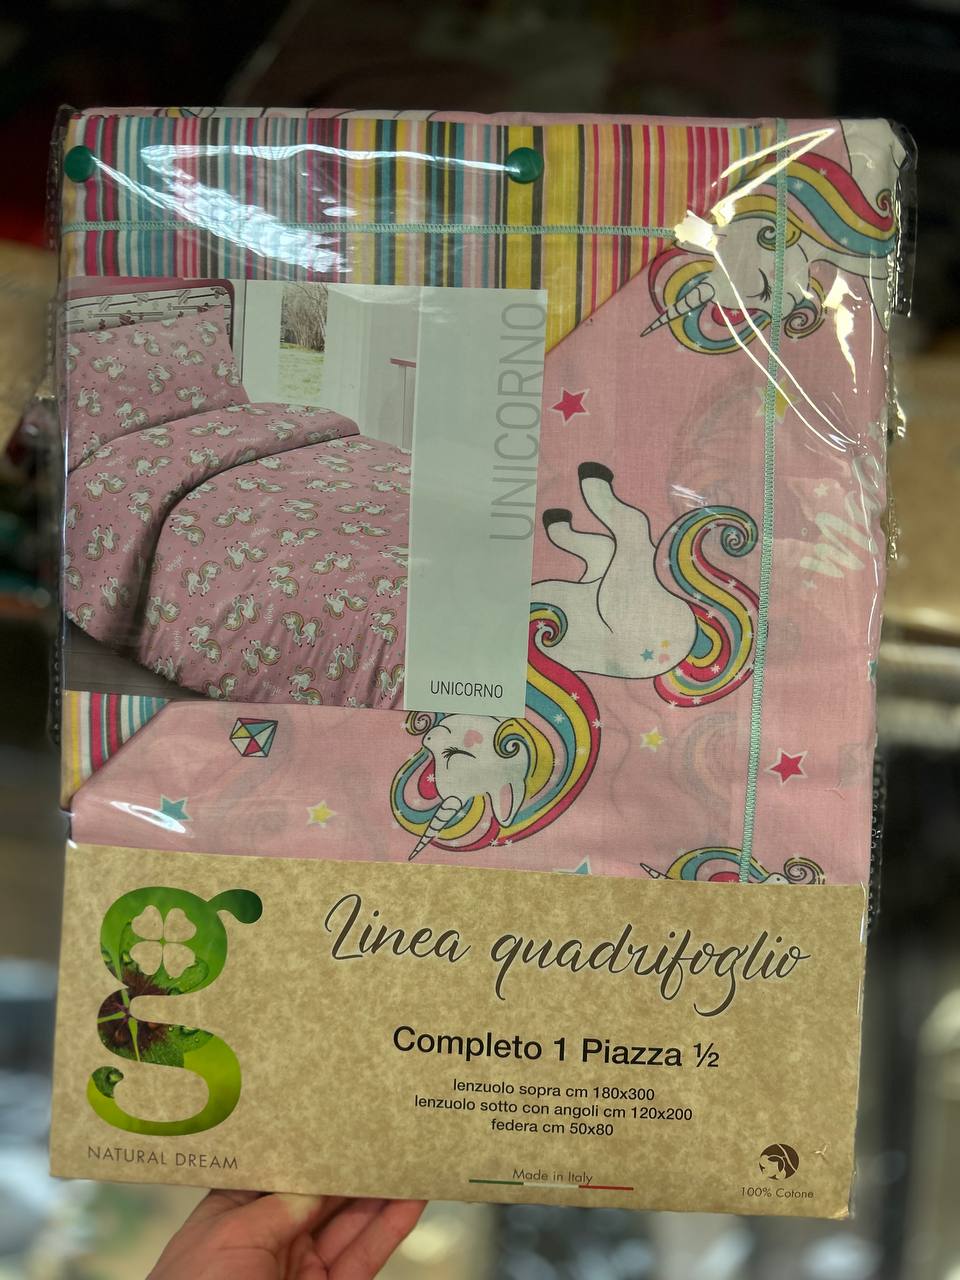 UNICORNO
UNICORNO
Linea quadrifoglio
Completo 1 Piazza ½
lenzuolo sopra cm 180x300
lenzuolo sotto con angoli cm 120x200
federa cm 50x80
NATURAL DREAM
Made in Italy
100% Cotone